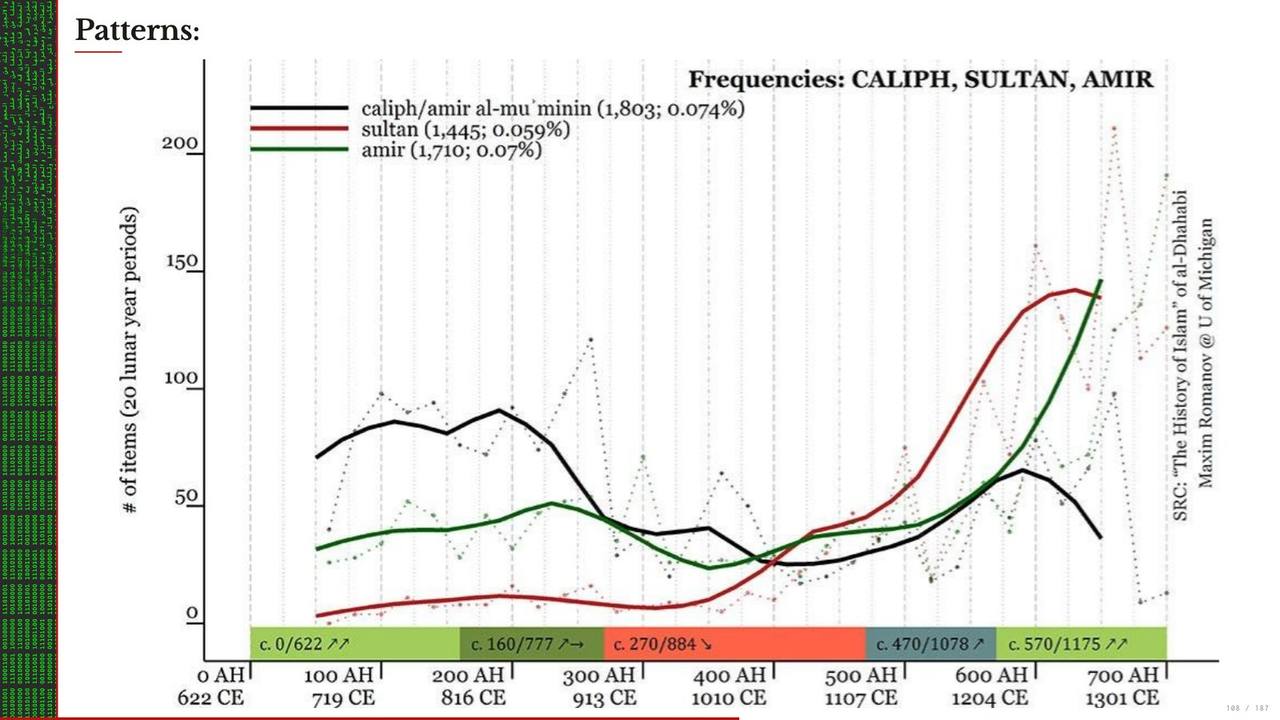 Patterns:
Frequencies: CALIPH, SULTAN, AMIR
caliph/amir al-muʾminin (1,803; 0.074%)
sultan (1,445; 0.059%)
amir (1,710; 0.07%)
200
150
100
50
0
# of items (20 lunar year periods)
SRC: “The History of Islam” of al-Dhahabi
Maxim Romanov @ U of Michigan
c. 0/622 ↗↗
c. 160/777 ↗→
c. 270/884 ↘
c. 470/1078 ↗
c. 570/1175 ↗↗
0 AH 100 AH 200 AH 300 AH 400 AH 500 AH 600 AH 700 AH
622 CE 719 CE 816 CE 913 CE 1010 CE 1107 CE 1204 CE 1301 CE
108 / 187